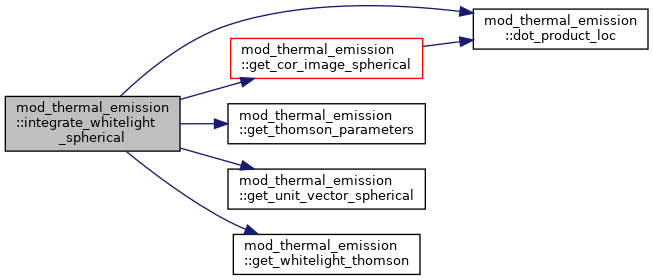 mod_thermal_emission
::integrate_whitelight
_spherical
mod_thermal_emission
::dot_product_loc
mod_thermal_emission
::get_cor_image_spherical
mod_thermal_emission
::get_thomson_parameters
mod_thermal_emission
::get_unit_vector_spherical
mod_thermal_emission
::get_whitelight_thomson